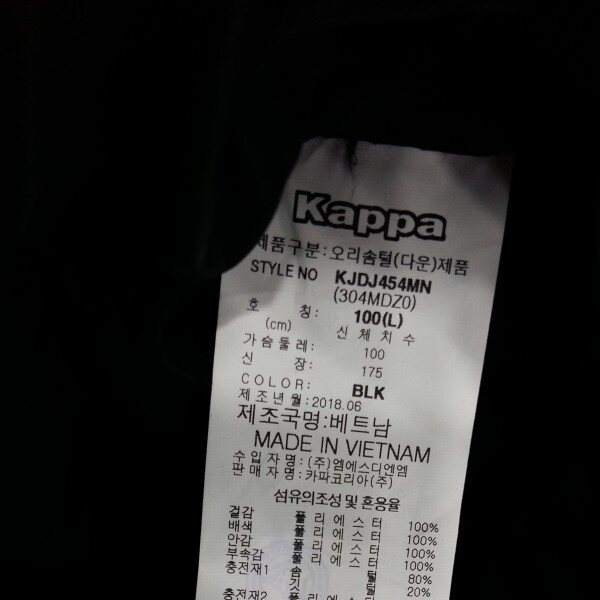 Kappa
제품구분:오리솜털(다운)제품
STYLE NO KJDJ454MN
(304MDZ0)
호 칭: 100(L)
(cm) 신체치수
가슴둘레: 100
신 장: 175
COLOR: BLK
제조년월:2018.06
제조국명:베트남
MADE IN VIETNAM
수입자명:(주)엠에스디엔엠
판매자명:카파코리아(주)
섬유의조성 및 혼용율
겉감 폴리에스터 100%
배색 폴리에스터 100%
안감 폴리에스터 100%
부속감 폴리에스터 100%
충전재1 솜털 80%
깃털 20%
충전재2